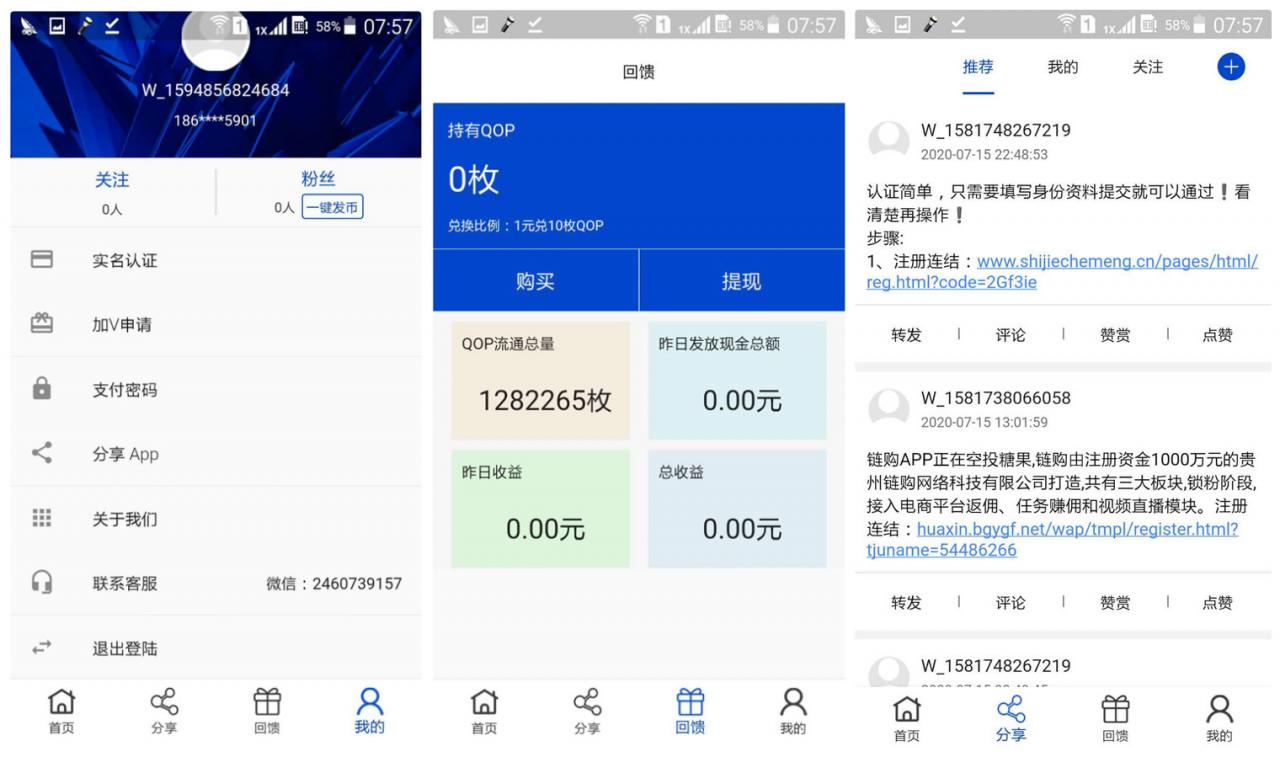 1
1X
58%
07:57
W_1594856824684
186****5901
关注
0人
粉丝
0人 一键发币
实名认证
加V申请
支付密码
分享 App
关于我们
联系客服 微信：2460739157
退出登陆
首页
分享
回馈
我的
1
1X
58%
07:57
回馈
持有QOP
0枚
兑换比例：1元兑10枚QOP
购买
提现
QOP流通总量
1282265枚
昨日发放现金总额
0.00元
昨日收益
0.00元
总收益
0.00元
首页
分享
回馈
我的
1
1X
58%
07:57
推荐 我的 关注
W_1581748267219
2020-07-15 22:48:53
认证简单，只需要填写身份资料提交就可以通过❗看
清楚再操作❗
步骤:
1、注册连结：www.shijiechemeng.cn/pages/html/
reg.html?code=2Gf3ie
转发 | 评论 | 赞赏 | 点赞
W_1581738066058
2020-07-15 13:01:59
链购APP正在空投糖果,链购由注册资金1000万元的贵
州链购网络科技有限公司打造,共有三大板块,锁粉阶段,
接入电商平台返佣、任务赚佣和视频直播模块。注册
连结：huaxin.bgygf.net/wap/tmpl/register.html?
tjuname=54486266
转发 | 评论 | 赞赏 | 点赞
W_1581748267219
首页
分享
回馈
我的